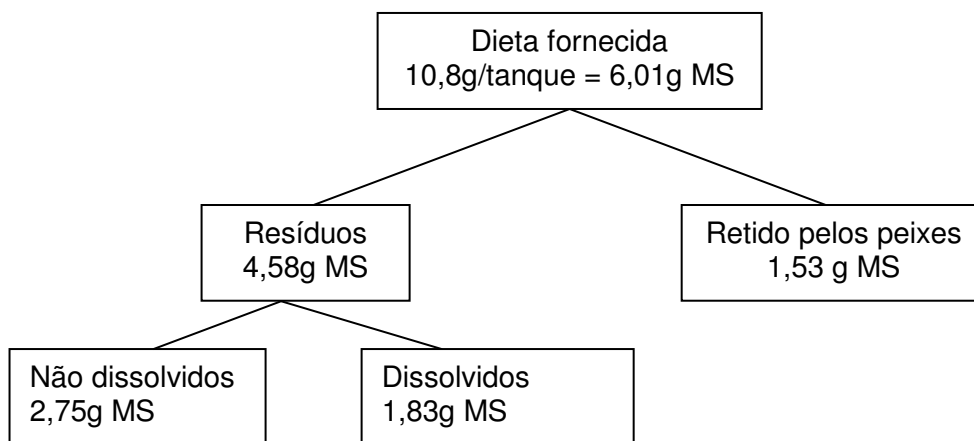 Dieta fornecida
10,8g/tanque = 6,01g MS
Resíduos
4,58g MS
Retido pelos peixes
1,53 g MS
Não dissolvidos
2,75g MS
Dissolvidos
1,83g MS